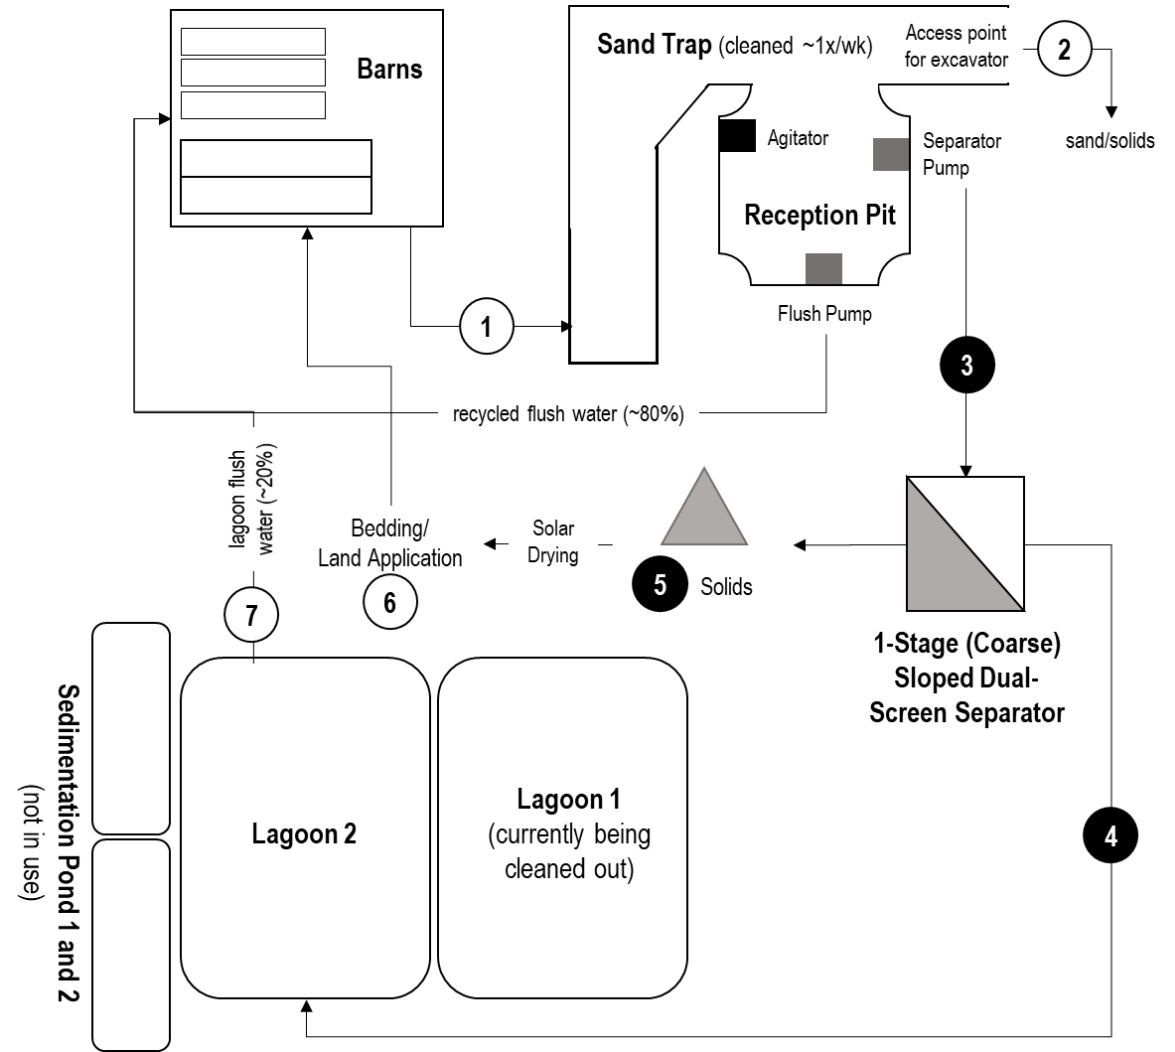 Barns
Sand Trap (cleaned ~1x/wk)
Access point
for excavator
2
sand/solids
Agitator
Separator
Pump
Reception Pit
Flush Pump
1
3
recycled flush water (~80%)
lagoon flush
water (~20%)
Bedding/
Land Application
6
Solar
Drying
5
Solids
7
1-Stage (Coarse)
Sloped Dual-
Screen Separator
Sedimentation Pond 1 and 2
(not in use)
Lagoon 2
Lagoon 1
(currently being
cleaned out)
4